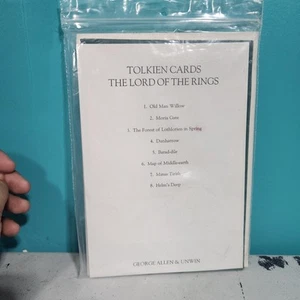 TOLKIEN CARDS
THE LORD OF THE RINGS
1. Old Man Willow
2. Moria Gate
3. The Forest of Lothlorien in Spring
4. Dunharrow
5. Barad-dûr
6. Map of Middle-earth
7. Minas Tirith
8. Helm's Deep
GEORGE ALLEN & UNWIN